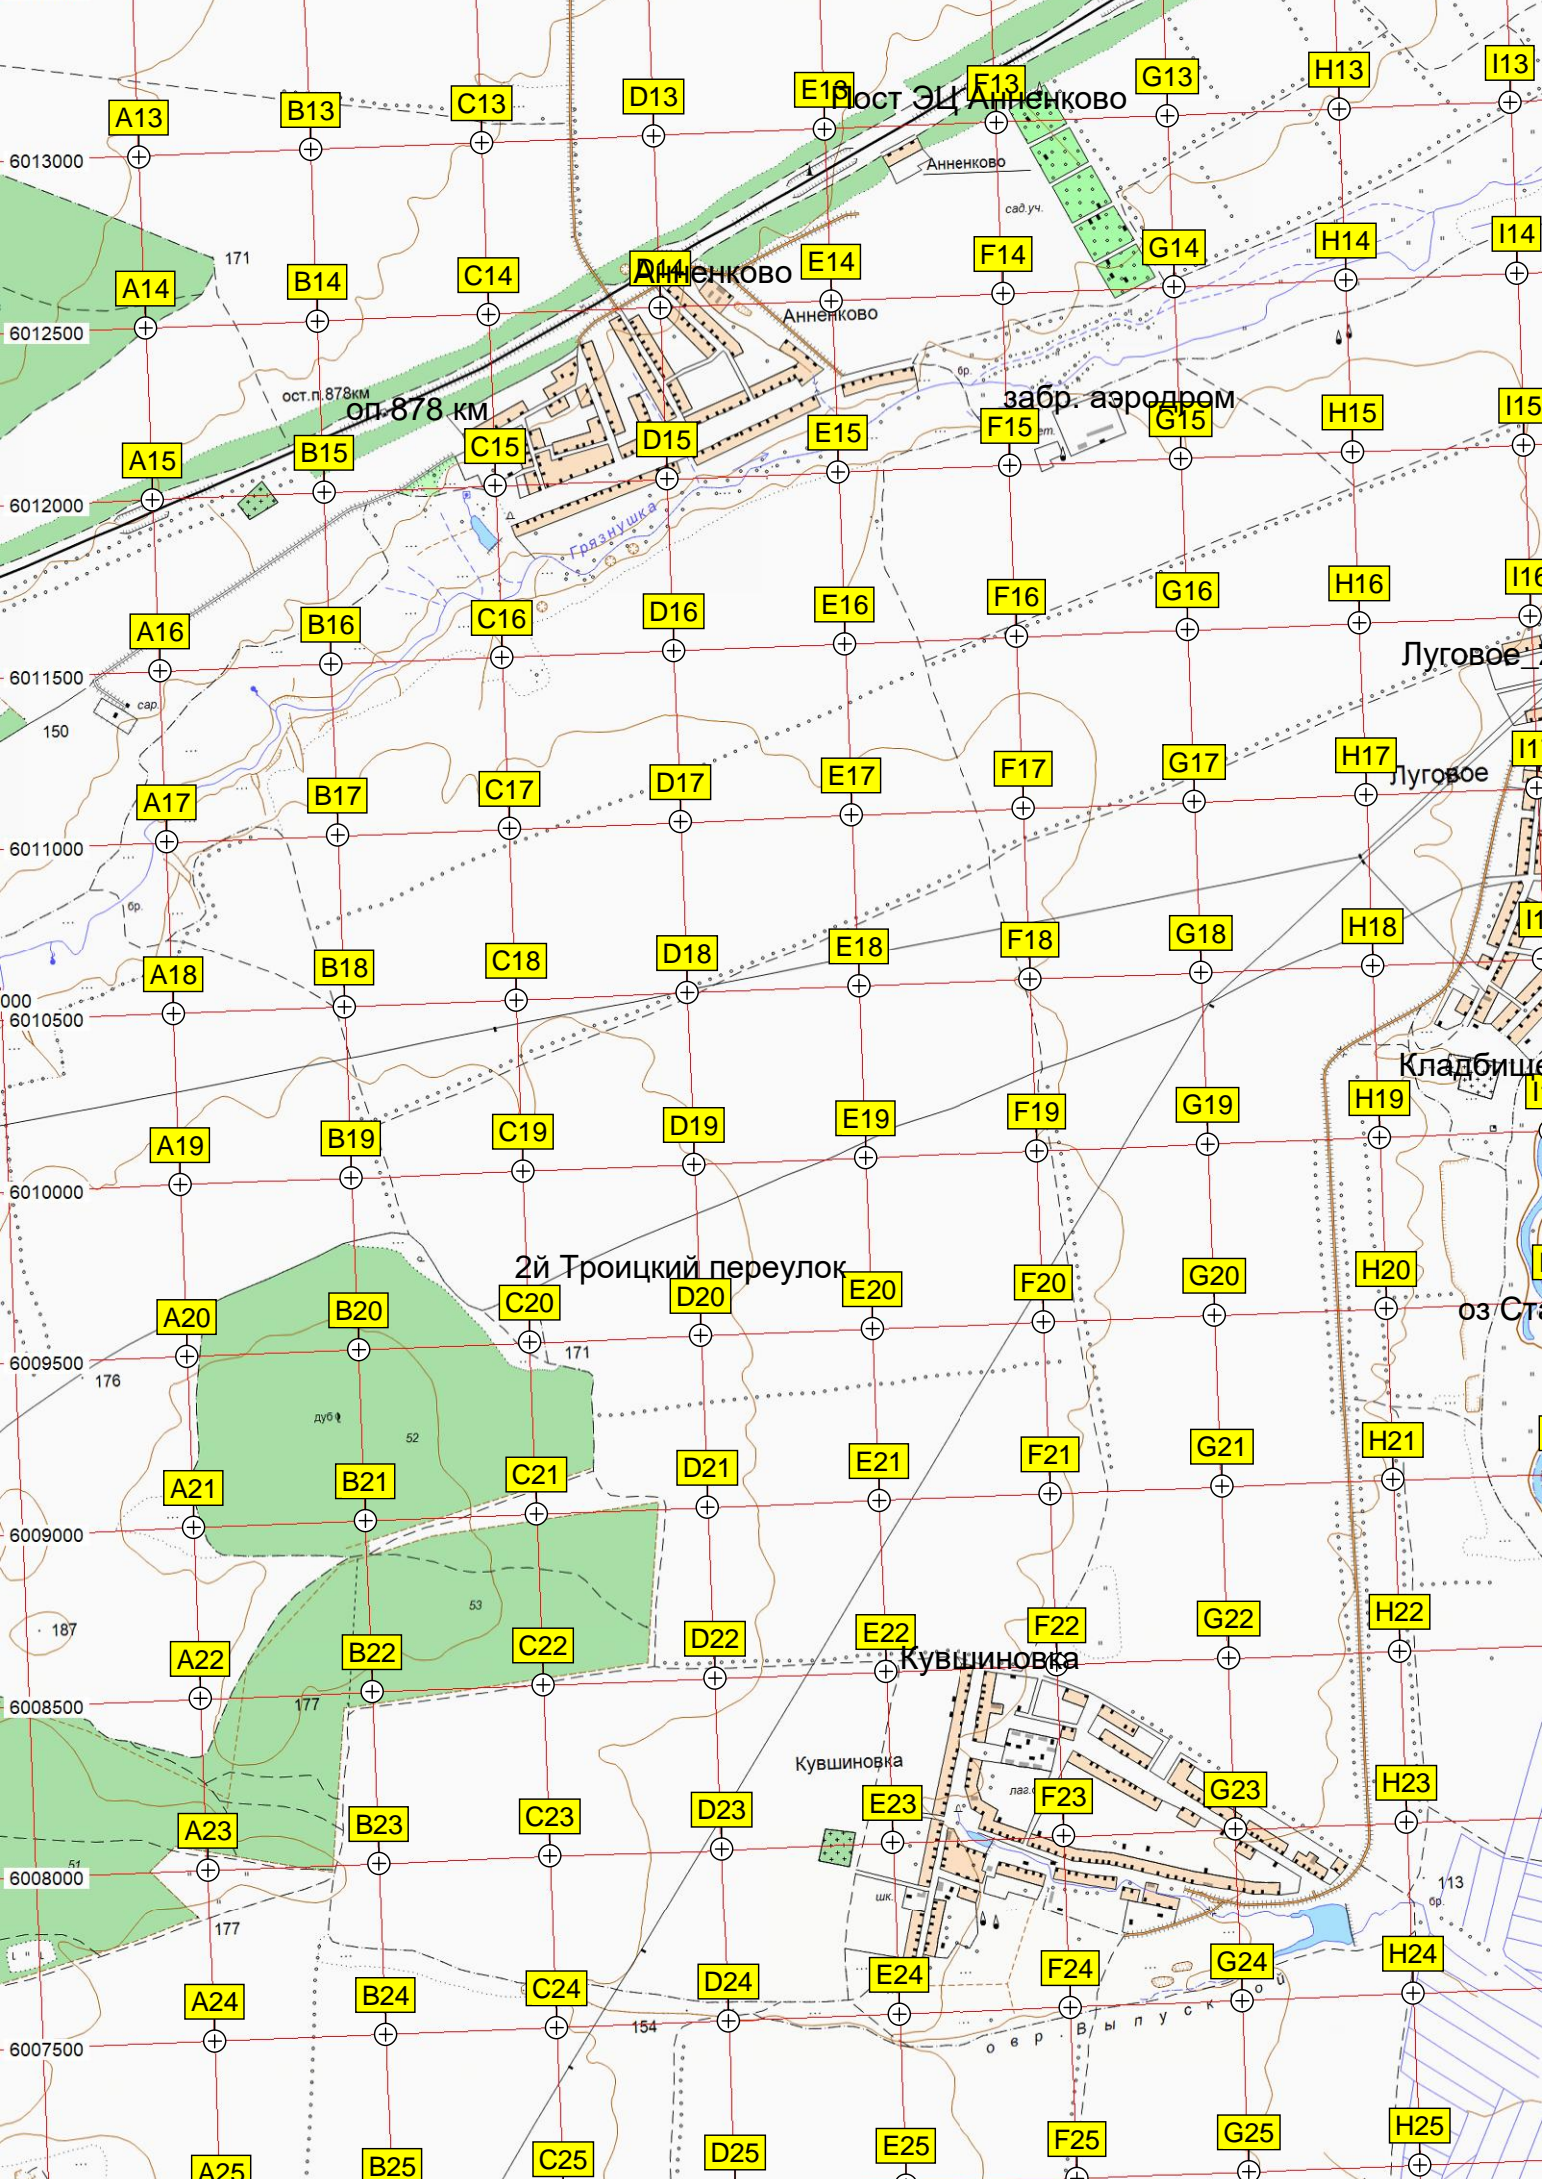 A13
B13
C13
D13
E13
F13
G13
H13
I13
Пост ЭЦ Анненково
6013000
Анненково
сад.уч.
171
A14
B14
C14
D14
E14
F14
G14
H14
I14
Анненково
Анненково
6012500
ост.п.878км
оп.878 км
бр.
забр. аэродром
A15
B15
C15
D15
E15
F15
G15
H15
I15
6012000
Грязнушка
A16
B16
C16
D16
E16
F16
G16
H16
I16
6011500
Луговое
сар.
150
A17
B17
C17
D17
E17
F17
G17
H17
Луговое
6011000
бр.
A18
B18
C18
D18
E18
F18
G18
H18
000
6010500
A19
B19
C19
D19
E19
F19
G19
H19
6010000
2й Троицкий переулок
A20
B20
C20
D20
E20
F20
G20
H20
оз
171
6009500
176
дуб
52
A21
B21
C21
D21
E21
F21
G21
H21
6009000
53
187
A22
B22
C22
D22
E22
F22
G22
H22
Кувшиновка
177
6008500
Кувшиновка
лаг.
A23
B23
C23
D23
E23
F23
G23
H23
51
6008000
шк.
113
бр.
177
A24
B24
C24
D24
E24
F24
G24
H24
154
овр. Выпускной
6007500
A25
B25
C25
D25
E25
F25
G25
H25